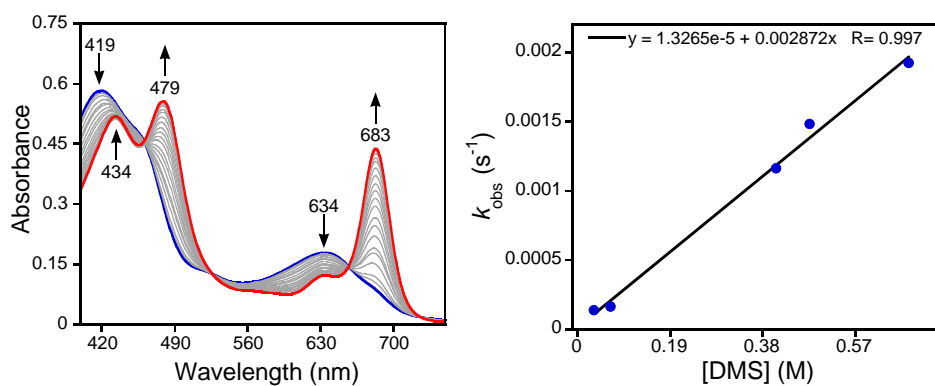 0.75
0.6
0.45
0.3
0.15
0
Absorbance
419
479
434
634
683
420 490 560 630 700
Wavelength (nm)
y = 1.3265e-5 + 0.002872x R= 0.997
0.002
0.0015
0.001
0.0005
0
k_obs (s⁻¹)
0 0.19 0.38 0.57
[DMS] (M)